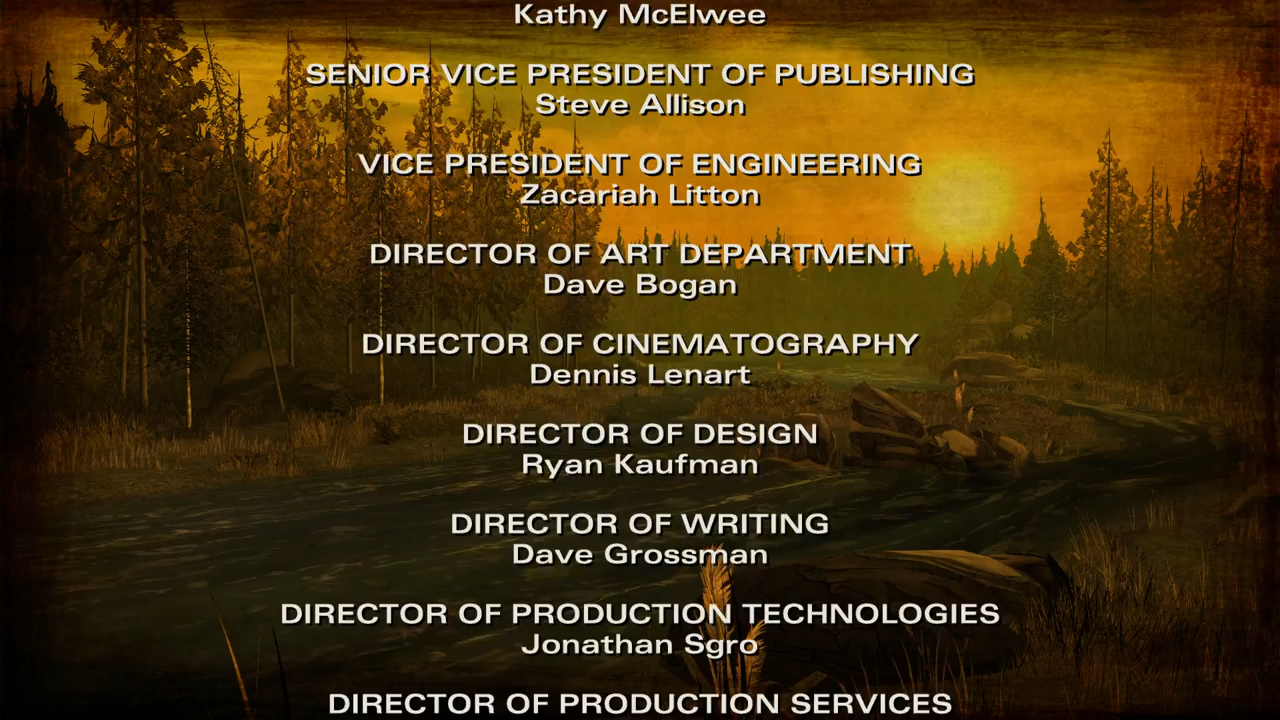 Kathy McElwee
SENIOR VICE PRESIDENT OF PUBLISHING
Steve Allison
VICE PRESIDENT OF ENGINEERING
Zacariah Litton
DIRECTOR OF ART DEPARTMENT
Dave Bogan
DIRECTOR OF CINEMATOGRAPHY
Dennis Lenart
DIRECTOR OF DESIGN
Ryan Kaufman
DIRECTOR OF WRITING
Dave Grossman
DIRECTOR OF PRODUCTION TECHNOLOGIES
Jonathan Sgro
DIRECTOR OF PRODUCTION SERVICES